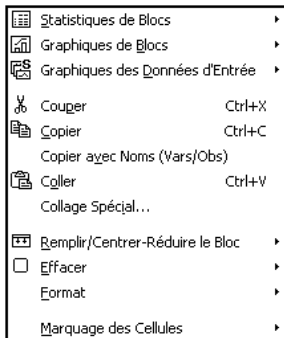 Statistiques de Blocs
Graphiques de Blocs
Graphiques des Données d'Entrée
Couper Ctrl+X
Copier Ctrl+C
Copier avec Noms (Vars/Obs)
Coller Ctrl+V
Collage Spécial...
Remplir/Centrer-Réduire le Bloc
Effacer
Format
Marquage des Cellules